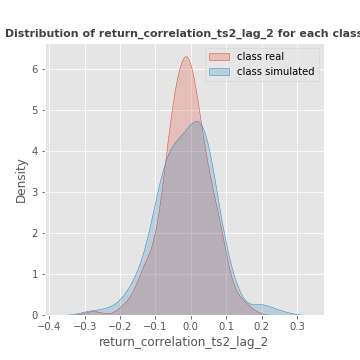 Distribution of return_correlation_ts2_lag_2 for each class
class real
class simulated
6
5
4
3
2
1
0
Density
−0.4 −0.3 −0.2 −0.1 0.0 0.1 0.2 0.3
return_correlation_ts2_lag_2